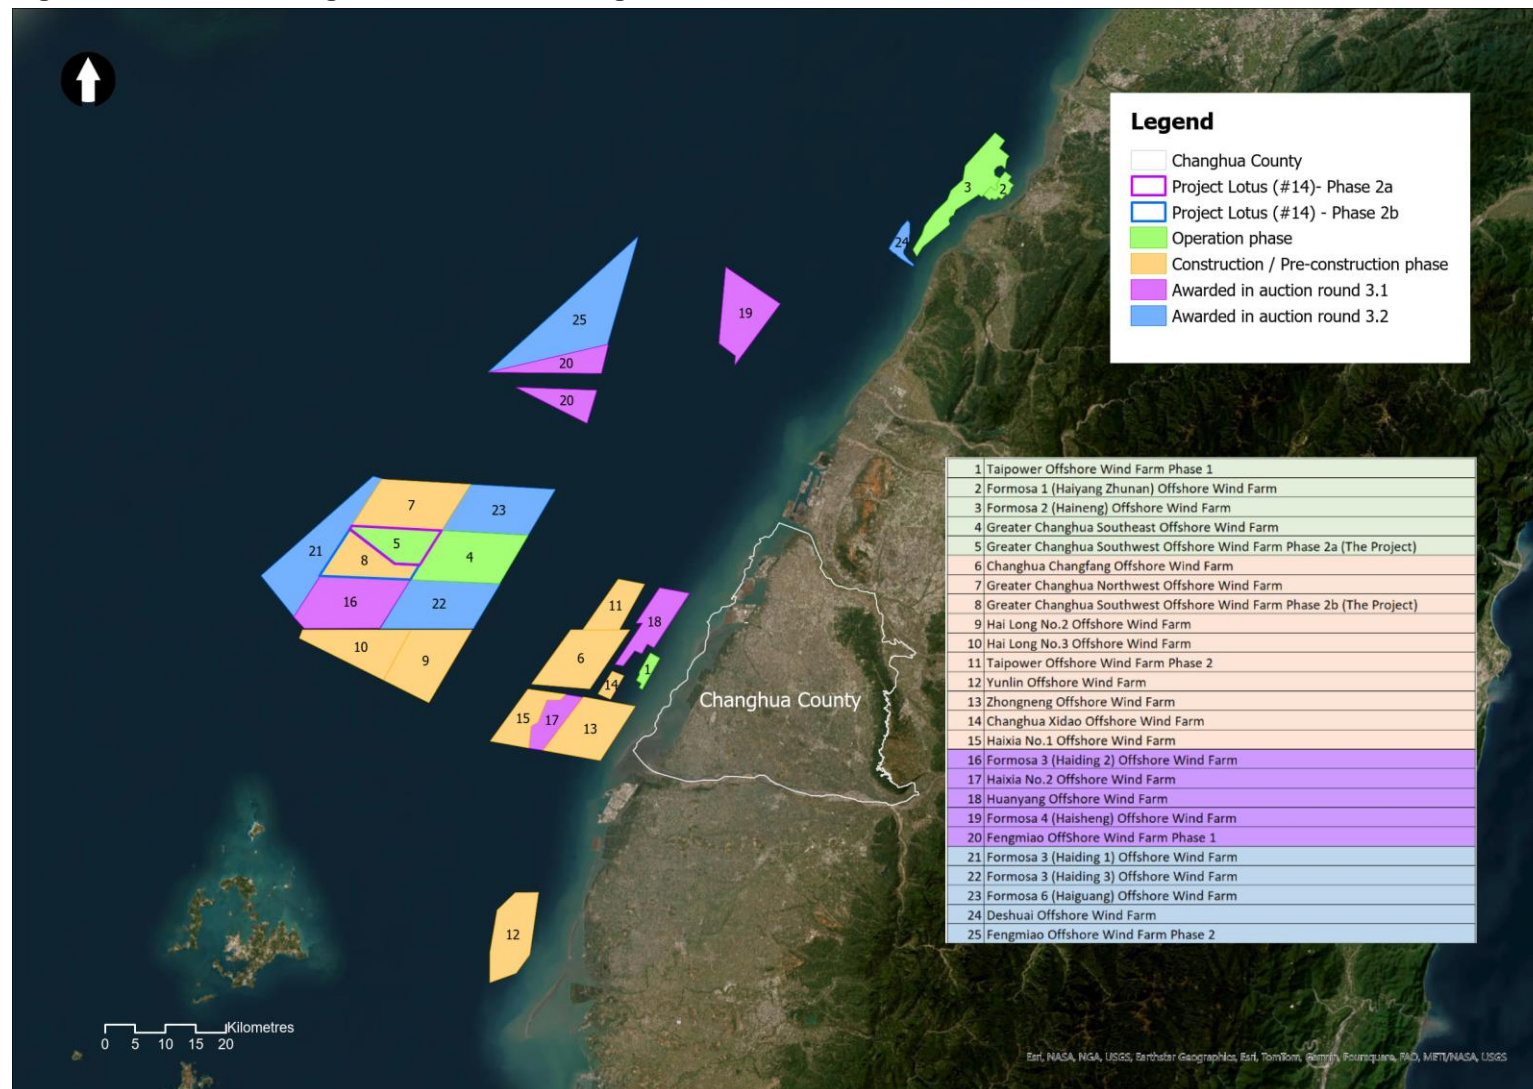 Legend
Changhua County
Project Lotus (#14)- Phase 2a
Project Lotus (#14) - Phase 2b
Operation phase
Construction / Pre-construction phase
Awarded in auction round 3.1
Awarded in auction round 3.2
3
2
24
25
19
20
20
7
23
5
4
21
8
16
22
10
9
11
18
6
14
1
15
17
13
Changhua County
12
1 Taipower Offshore Wind Farm Phase 1
2 Formosa 1 (Haiyang Zhunan) Offshore Wind Farm
3 Formosa 2 (Haineng) Offshore Wind Farm
4 Greater Changhua Southeast Offshore Wind Farm
5 Greater Changhua Southwest Offshore Wind Farm Phase 2a (The Project)
6 Changhua Changfang Offshore Wind Farm
7 Greater Changhua Northwest Offshore Wind Farm
8 Greater Changhua Southwest Offshore Wind Farm Phase 2b (The Project)
9 Hai Long No.2 Offshore Wind Farm
10 Hai Long No.3 Offshore Wind Farm
11 Taipower Offshore Wind Farm Phase 2
12 Yunlin Offshore Wind Farm
13 Zhongneng Offshore Wind Farm
14 Changhua Xidao Offshore Wind Farm
15 Haixia No.1 Offshore Wind Farm
16 Formosa 3 (Haiding 2) Offshore Wind Farm
17 Haixia No.2 Offshore Wind Farm
18 Huanyang Offshore Wind Farm
19 Formosa 4 (Haisheng) Offshore Wind Farm
20 Fengmiao OffShore Wind Farm Phase 1
21 Formosa 3 (Haiding 1) Offshore Wind Farm
22 Formosa 3 (Haiding 3) Offshore Wind Farm
23 Formosa 6 (Haiguang) Offshore Wind Farm
24 Deshuai Offshore Wind Farm
25 Fengmiao Offshore Wind Farm Phase 2
Kilometres
0 5 10 15 20
Esri, NASA, NGA, USGS, Earthstar Geographics, Esri, TomTom, Garmin, Foursquare, FAO, METI/NASA, USGS